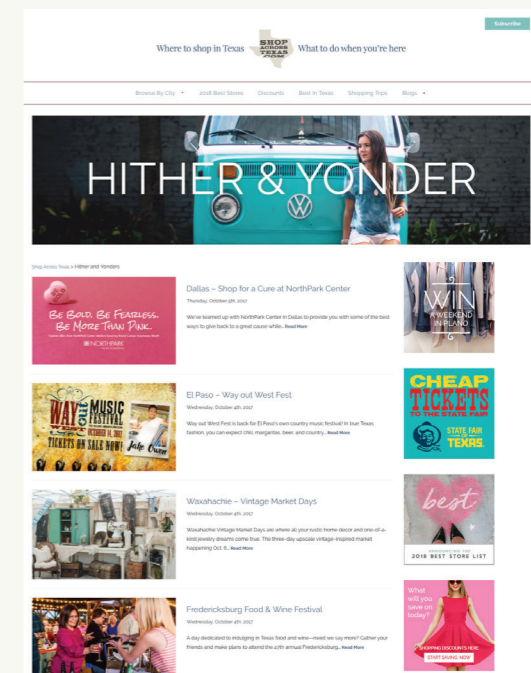 Subscribe
Where to shop in Texas
SHOP
ACROSS
TEXAS
.COM
What to do when you're here
Browse By City
2018 Best Stores
Discounts
Best In Texas
Shopping Trips
Blogs
HITHER & YONDER
Shop Across Texas > Hither and Yonders
BE BOLD. BE FEARLESS.
BE MORE THAN PINK.
NORTHPARK
Dallas – Shop for a Cure at NorthPark Center
Thursday, October 5th, 2017
We've teamed up with NorthPark Center in Dallas to provide you with some of the best
ways to give back to a great cause while... Read More
WIN
A WEEKEND
IN PLANO
WAY out WEST
MUSIC
FESTIVAL
OCTOBER 14, 2017
TICKETS ON SALE NOW!
Jake Owen
El Paso – Way out West Fest
Wednesday, October 4th, 2017
Way out West Fest is back for El Paso's own country music festival! In true Texas
fashion, you can expect chili, margaritas, beer, and country... Read More
CHEAP
TICKETS
TO THE STATE FAIR
STATE FAIR
OF
TEXAS.
Waxahachie – Vintage Market Days
Wednesday, October 4th, 2017
Waxahachie Vintage Market Days are where all your rustic home decor and one-of-a-
kind jewelry dreams come true. The three-day upscale vintage-inspired market
happening Oct. 6... Read More
best
ANNOUNCING THE
2018 BEST STORE LIST
Fredericksburg Food & Wine Festival
Wednesday, October 4th, 2017
A day dedicated to indulging in Texas food and wine—need we say more? Gather your
friends and make plans to attend the 27th annual Fredericksburg... Read More
What
will you
save on
today?
SHOPPING DISCOUNTS HERE
START SAVING NOW